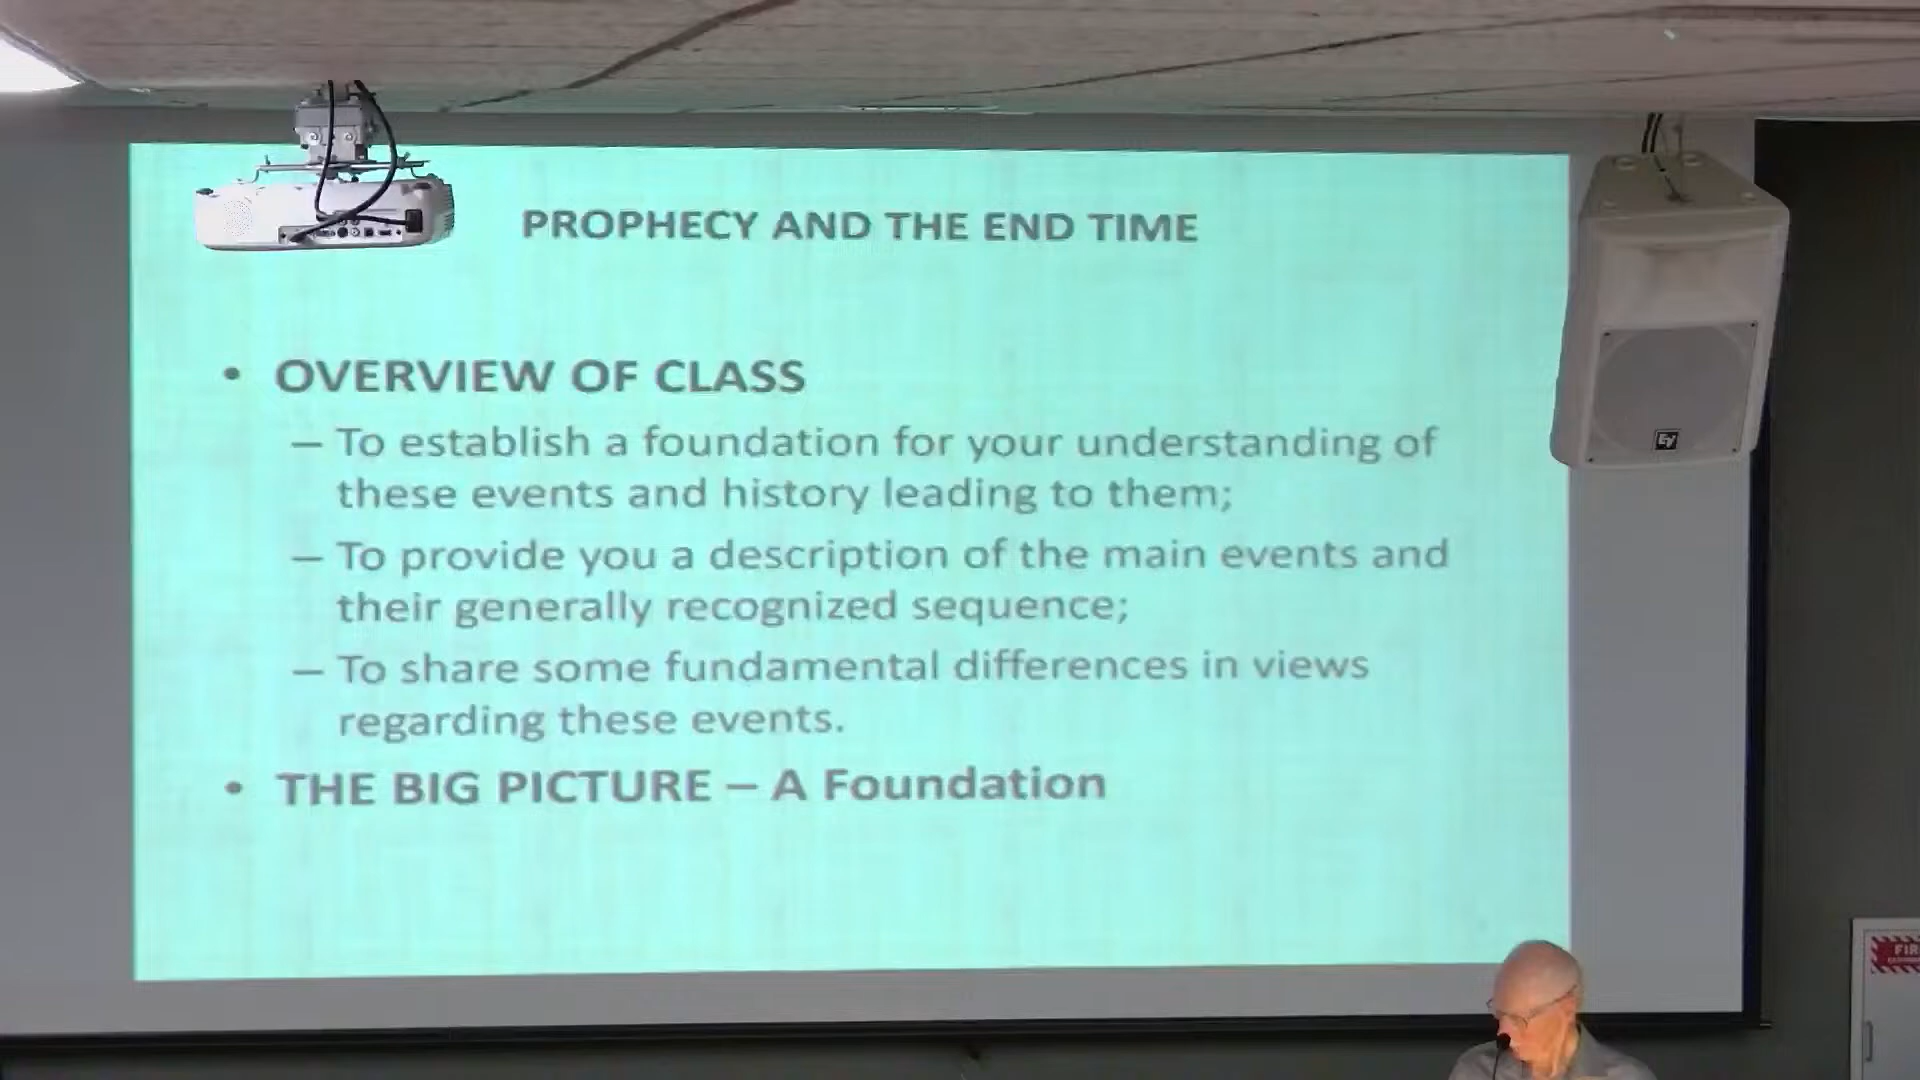 PROPHECY AND THE END TIME
• OVERVIEW OF CLASS
– To establish a foundation for your understanding of
these events and history leading to them;
– To provide you a description of the main events and
their generally recognized sequence;
– To share some fundamental differences in views
regarding these events.
• THE BIG PICTURE – A Foundation
EV
FIR